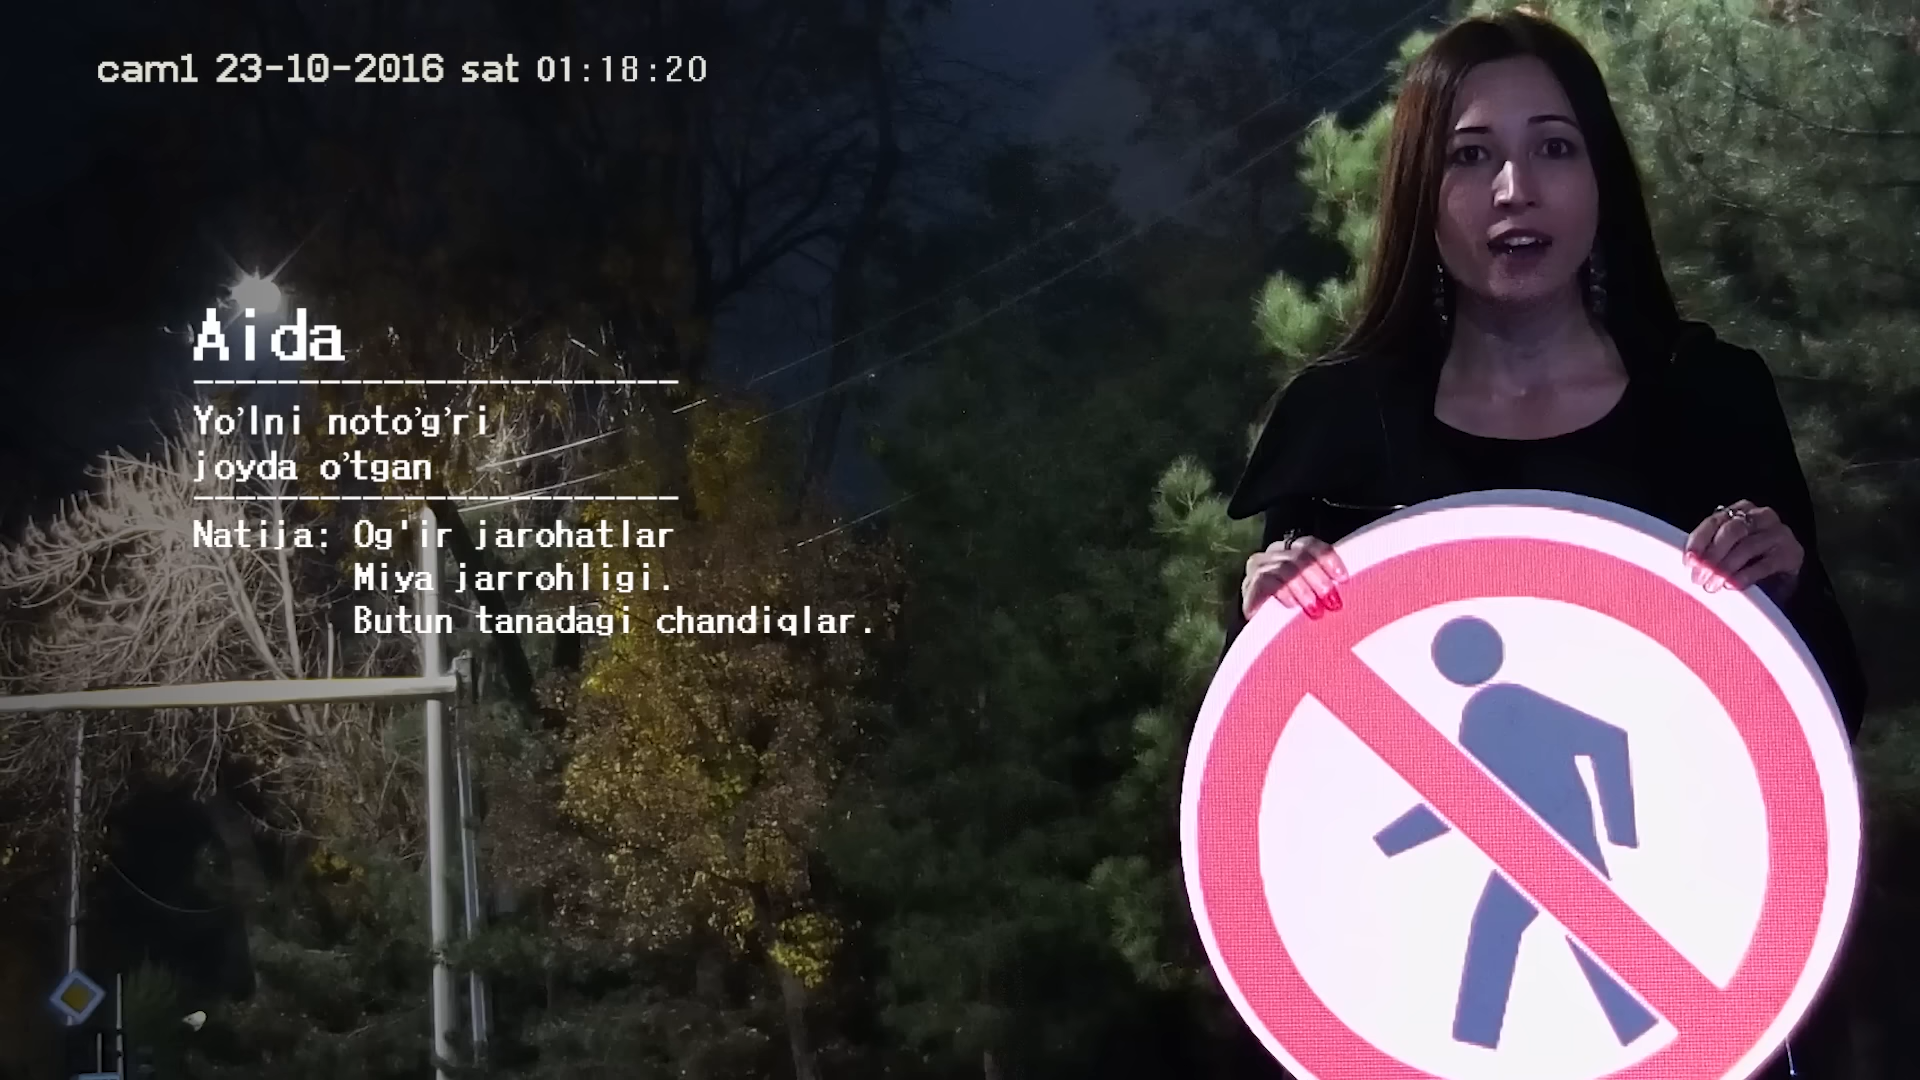 cam1 23-10-2016 sat 01:18:20
Aida
Yo’lni noto’g’ri
joyda o’tgan
Natija: Og'ir jarohatlar
Miya jarrohligi.
Butun tanadagi chandiqlar.